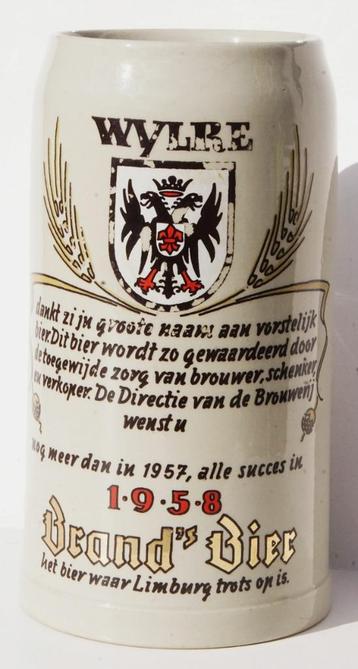 WYLRE
dankt zijn groote naam aan vorstelijk
bier.Dit bier wordt zo gewaardeerd door
de toegewijde zorg van brouwer, schenker
en verkoper. De Directie van de Brouwerij
wenst u
nog meer dan in 1957, alle succes in
1·9·5·8
Brand's Bier
het bier waar Limburg trots op is.